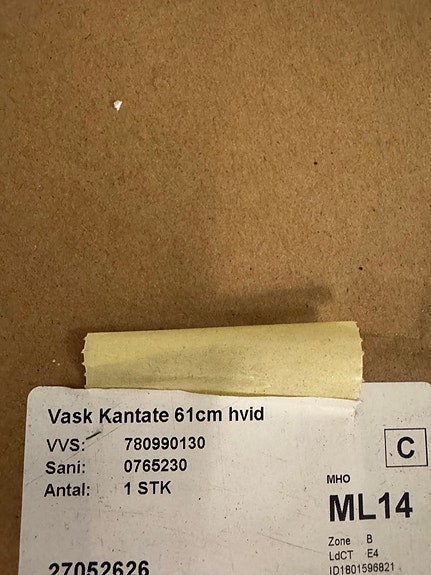 Vask Kantate 61cm hvid
VVS: 780990130
Sani: 0765230
Antal: 1 STK
C
MHO
ML14
Zone B
LdCT E4
ID1801596821
27052626